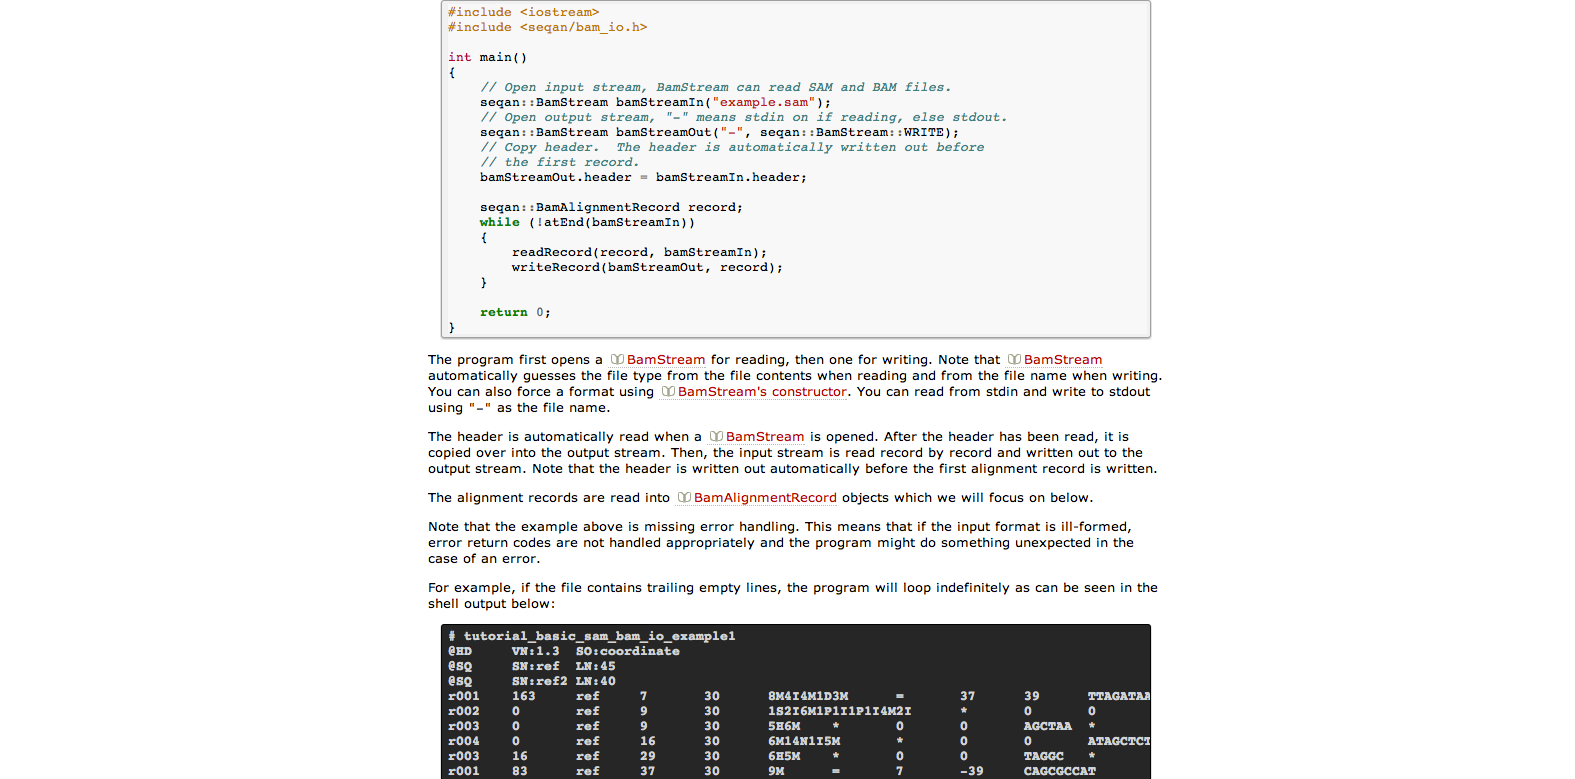 #include <iostream>
#include <seqan/bam_io.h>
int main()
{
// Open input stream, BamStream can read SAM and BAM files.
seqan::BamStream bamStreamIn("example.sam");
// Open output stream, "-" means stdin on if reading, else stdout.
seqan::BamStream bamStreamOut("-", seqan::BamStream::WRITE);
// Copy header.  The header is automatically written out before
// the first record.
bamStreamOut.header = bamStreamIn.header;
seqan::BamAlignmentRecord record;
while (!atEnd(bamStreamIn))
{
readRecord(record, bamStreamIn);
writeRecord(bamStreamOut, record);
}
return 0;
}
The program first opens a BamStream for reading, then one for writing. Note that BamStream
automatically guesses the file type from the file contents when reading and from the file name when writing.
You can also force a format using BamStream's constructor. You can read from stdin and write to stdout
using "-" as the file name.
The header is automatically read when a BamStream is opened. After the header has been read, it is
copied over into the output stream. Then, the input stream is read record by record and written out to the
output stream. Note that the header is written out automatically before the first alignment record is written.
The alignment records are read into BamAlignmentRecord objects which we will focus on below.
Note that the example above is missing error handling. This means that if the input format is ill-formed,
error return codes are not handled appropriately and the program might do something unexpected in the
case of an error.
For example, if the file contains trailing empty lines, the program will loop indefinitely as can be seen in the
shell output below:
# tutorial_basic_sam_bam_io_example1
@HD VN:1.3 SO:coordinate
@SQ SN:ref LN:45
@SQ SN:ref2 LN:40
r001 163 ref 7 30 8M4I4M1D3M = 37 39 TTAGATAA
r002 0 ref 9 30 1S2I6M1P1I1P1I4M2I * 0 0
r003 0 ref 9 30 5H6M * 0 0 AGCTAA *
r004 0 ref 16 30 6M14N1I5M * 0 0 ATAGCTCT
r003 16 ref 29 30 6H5M * 0 0 TAGGC *
r001 83 ref 37 30 9M = 7 -39 CAGCGCCAT